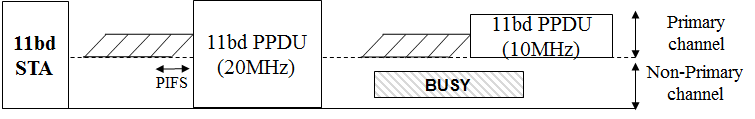 11bd
STA
PIFS
11bd PPDU
(20MHz)
11bd PPDU
(10MHz)
BUSY
Primary
channel
Non-Primary
channel